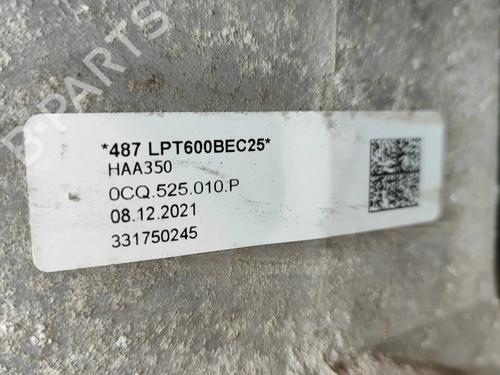 B-PARTS
*487 LPT600BEC25*
HAA350
0CQ.525.010.P
08.12.2021
331750245